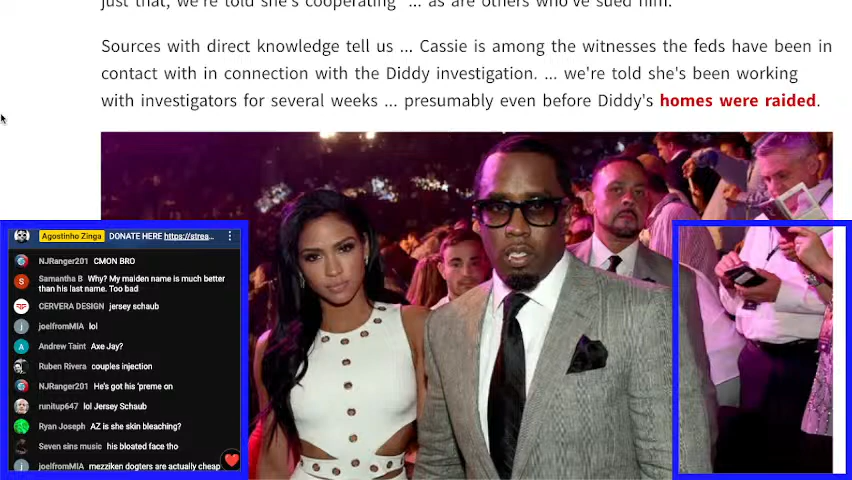 just that, we're told she's cooperating ... as are others who've sued him.
Sources with direct knowledge tell us ... Cassie is among the witnesses the feds have been in
contact with in connection with the Diddy investigation. ... we're told she's been working
with investigators for several weeks ... presumably even before Diddy's homes were raided.
Agostinho Zinga DONATE HERE https://strea...
NJRanger201 CMON BRO
Samantha B Why? My maiden name is much better
than his last name. Too bad
CERVERA DESIGN jersey schaub
joelfromMIA lol
Andrew Taint Axe Jay?
Ruben Rivera couples injection
NJRanger201 He's got his 'preme on
runitup647 lol Jersey Schaub
Ryan Joseph AZ is she skin bleaching?
Seven sins music his bloated face tho
joelfromMIA mezziken dogters are actually cheap